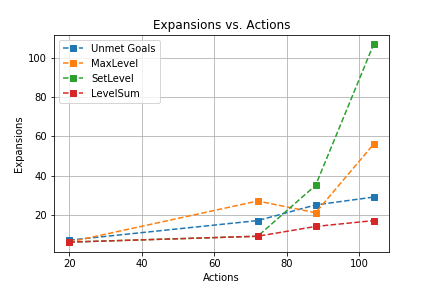 Expansions vs. Actions
Unmet Goals
MaxLevel
SetLevel
LevelSum
Expansions
100
80
60
40
20
20 40 60 80 100
Actions